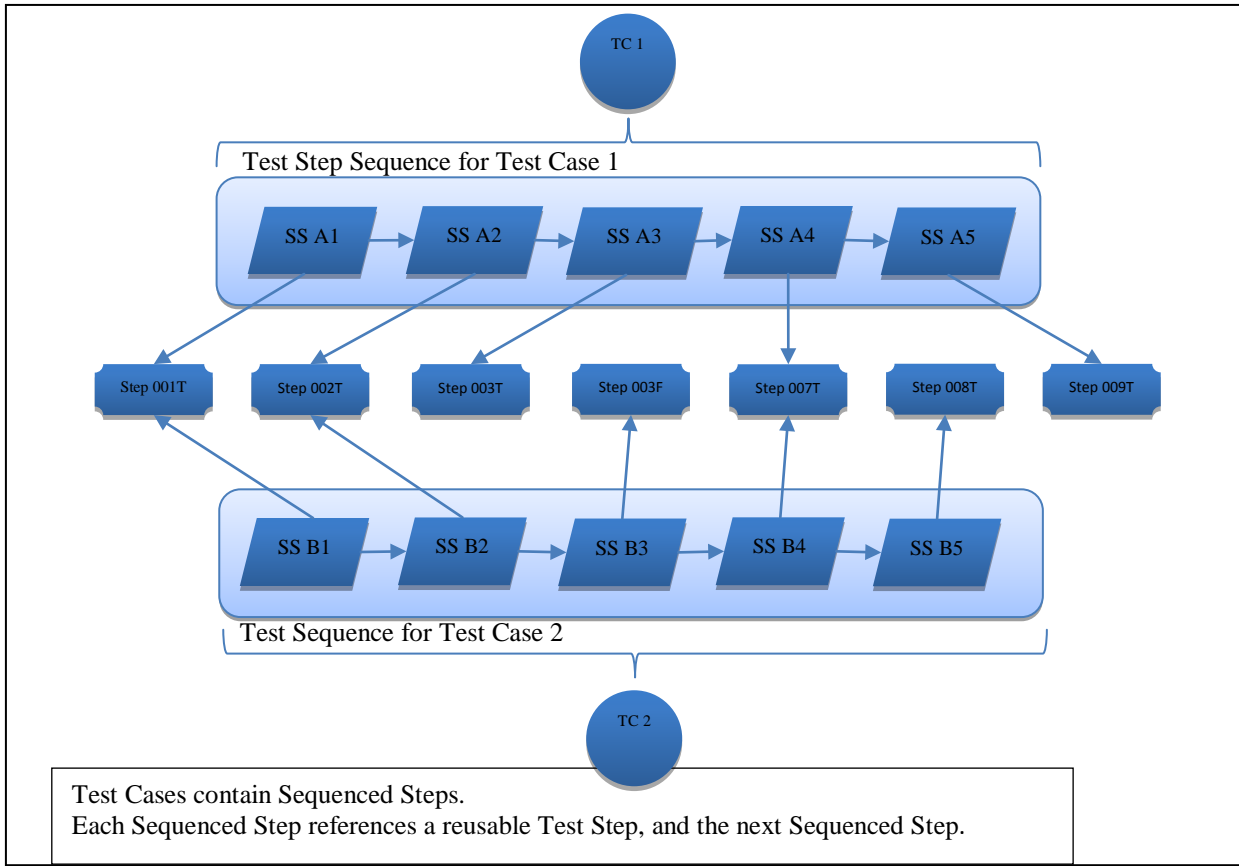 TC 1
Test Step Sequence for Test Case 1
SS A1
SS A2
SS A3
SS A4
SS A5
Step 001T
Step 002T
Step 003T
Step 003F
Step 007T
Step 008T
Step 009T
SS B1
SS B2
SS B3
SS B4
SS B5
Test Sequence for Test Case 2
TC 2
Test Cases contain Sequenced Steps.
Each Sequenced Step references a reusable Test Step, and the next Sequenced Step.